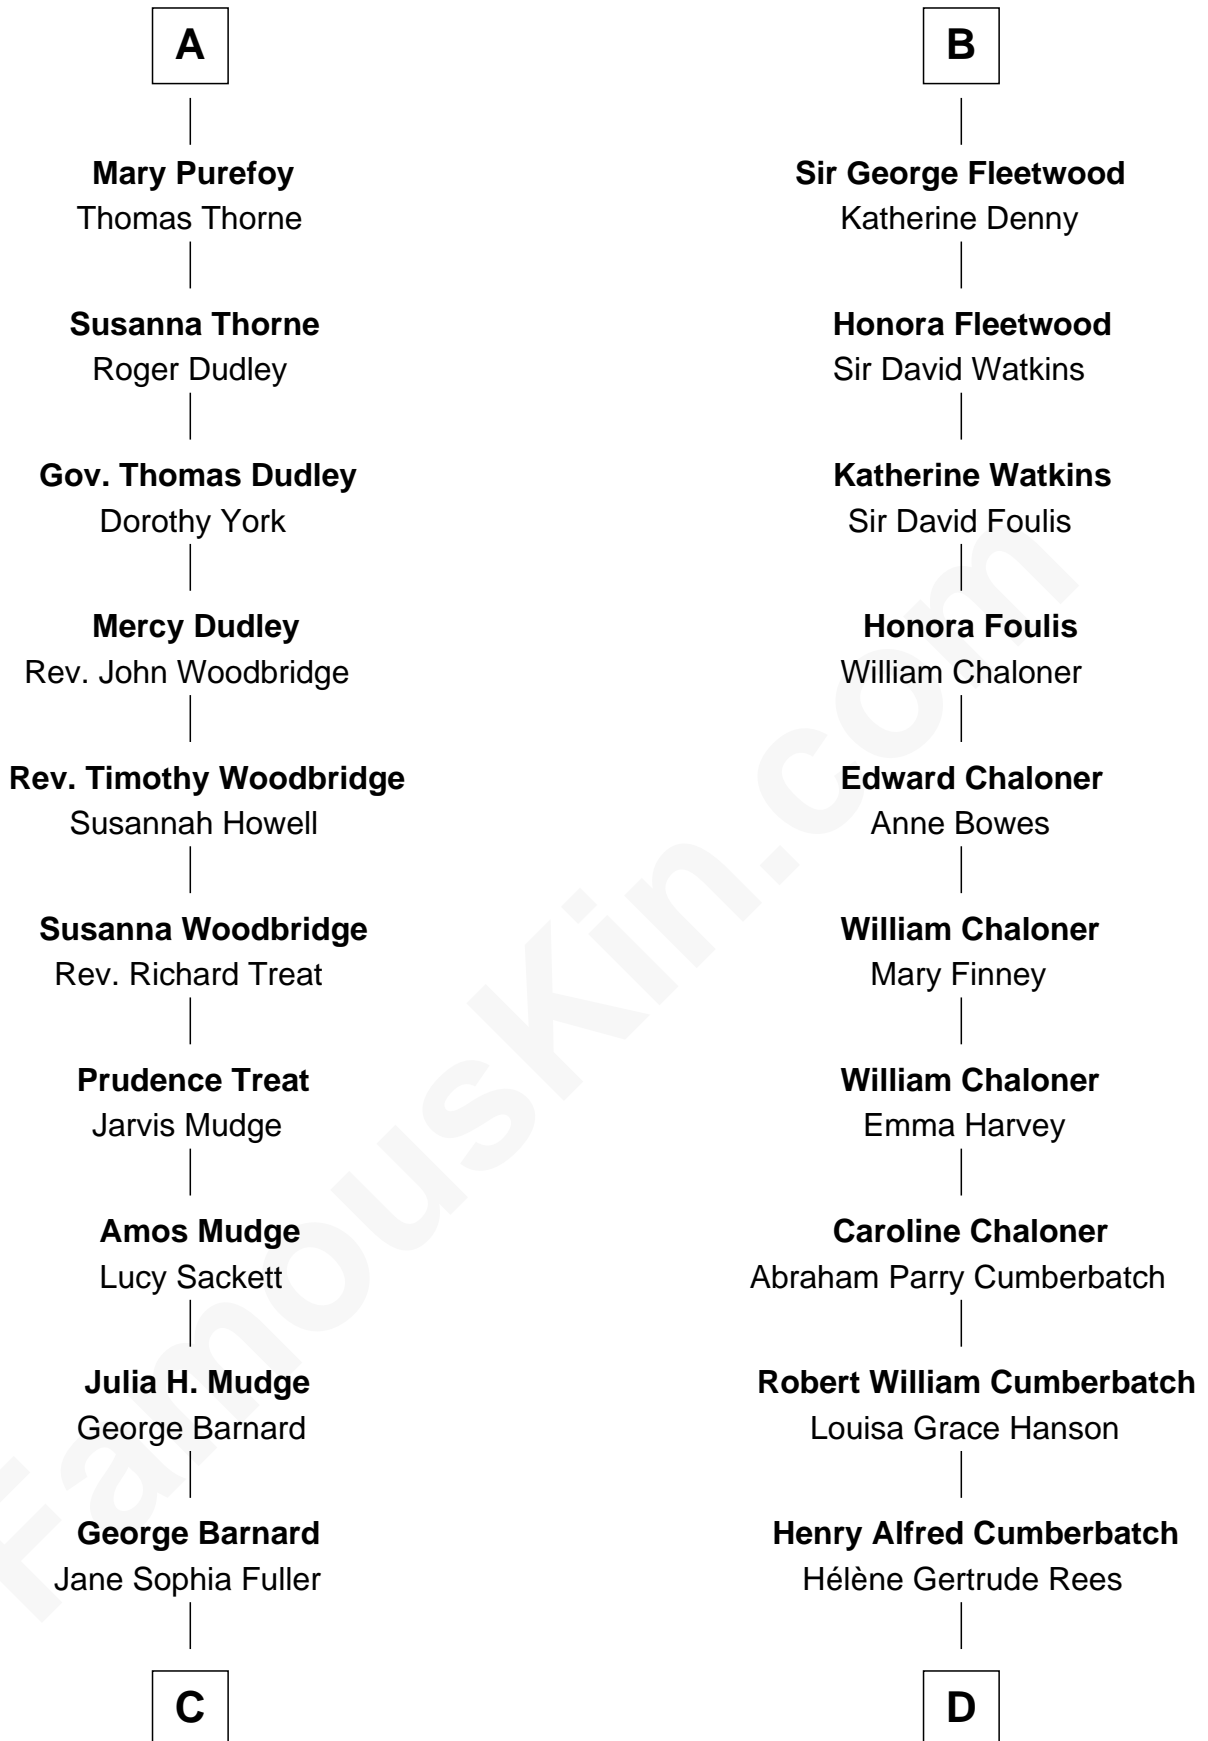 A
Mary Purefoy
Thomas Thorne
Susanna Thorne
Roger Dudley
Gov. Thomas Dudley
Dorothy York
Mercy Dudley
Rev. John Woodbridge
Rev. Timothy Woodbridge
Susannah Howell
Susanna Woodbridge
Rev. Richard Treat
Prudence Treat
Jarvis Mudge
Amos Mudge
Lucy Sackett
Julia H. Mudge
George Barnard
George Barnard
Jane Sophia Fuller
C
B
Sir George Fleetwood
Katherine Denny
Honora Fleetwood
Sir David Watkins
Katherine Watkins
Sir David Foulis
Honora Foulis
William Chaloner
Edward Chaloner
Anne Bowes
William Chaloner
Mary Finney
William Chaloner
Emma Harvey
Caroline Chaloner
Abraham Parry Cumberbatch
Robert William Cumberbatch
Louisa Grace Hanson
Henry Alfred Cumberbatch
Hélène Gertrude Rees
D
FamousKin.com